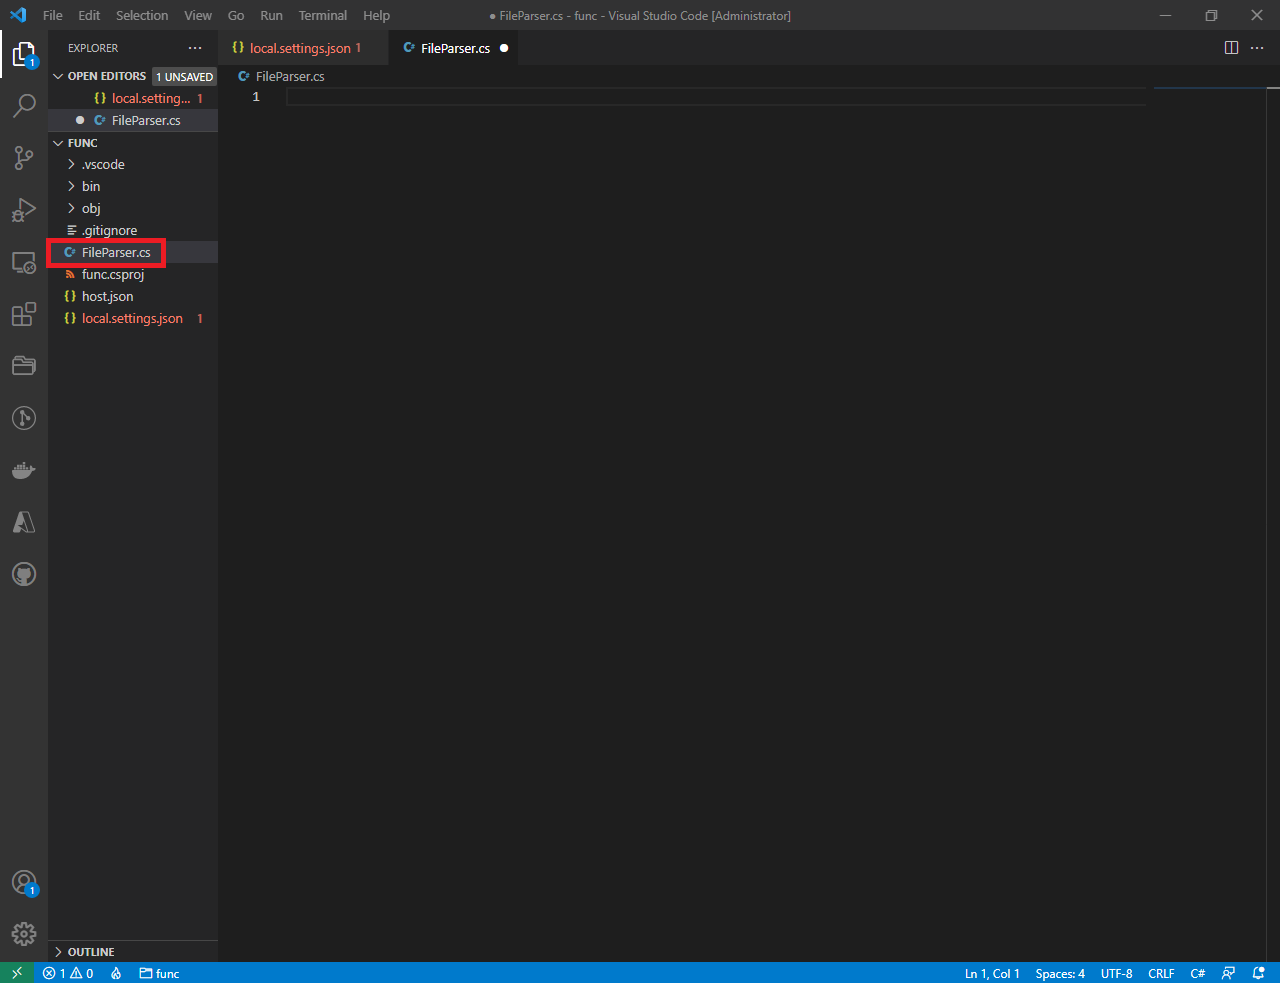 File Edit Selection View Go Run Terminal Help
● FileParser.cs - func - Visual Studio Code [Administrator]
EXPLORER
OPEN EDITORS 1 UNSAVED
{} local.setting... 1
C# FileParser.cs
FUNC
.vscode
bin
obj
.gitignore
C# FileParser.cs
func.csproj
{} host.json
{} local.settings.json 1
OUTLINE
{} local.settings.json 1
C# FileParser.cs
C# FileParser.cs
1
1
1
1 0
func
Ln 1, Col 1
Spaces: 4
UTF-8
CRLF
C#